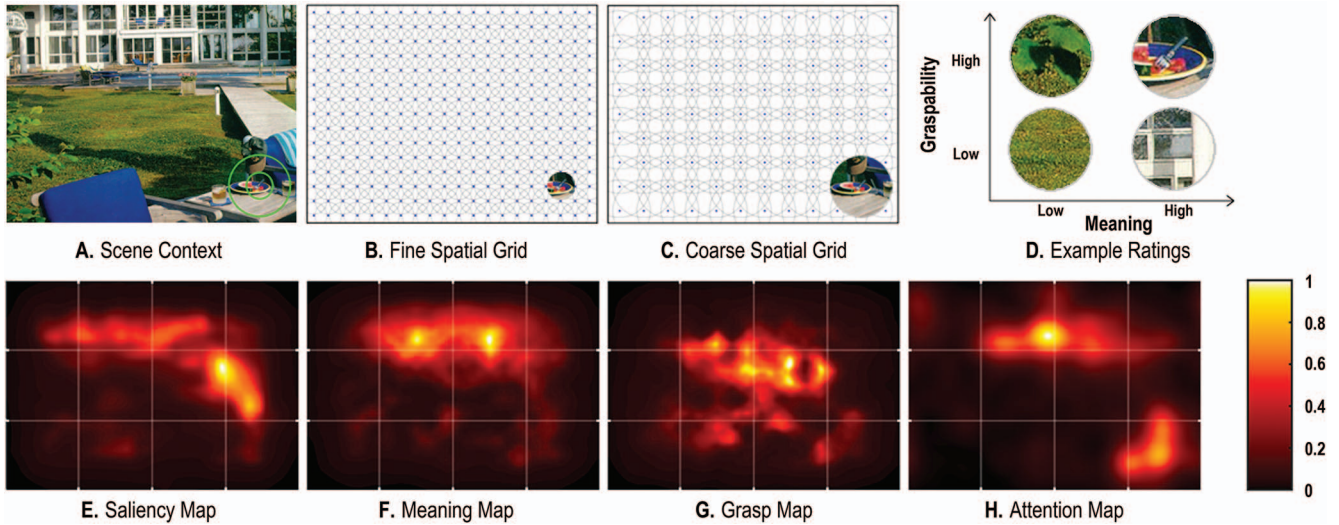 A. Scene Context
B. Fine Spatial Grid
C. Coarse Spatial Grid
Graspability
High
Low
Low
High
Meaning
D. Example Ratings
1
0.8
0.6
0.4
0.2
0
E. Saliency Map
F. Meaning Map
G. Grasp Map
H. Attention Map